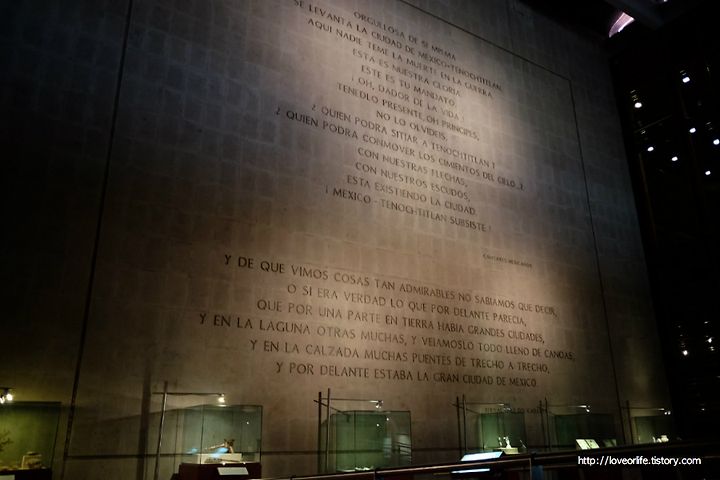 ORGULLOSA DE SI MISMA
SE LEVANTA LA CIUDAD DE MEXICO-TENOCHTITLAN.
AQUI NADIE TEME LA MUERTE EN LA GUERRA.
ESTA ES NUESTRA GLORIA.
ESTE ES TU MANDATO.
¡ OH, DADOR DE LA VIDA !
TENEDLO PRESENTE, OH PRINCIPES,
NO LO OLVIDEIS.
¿ QUIEN PODRA SITIAR A TENOCHTITLAN ?
¿ QUIEN PODRA CONMOVER LOS CIMIENTOS DEL CIELO..?
CON NUESTRAS FLECHAS,
CON NUESTROS ESCUDOS,
ESTA EXISTIENDO LA CIUDAD.
¡ MEXICO - TENOCHTITLAN SUBSISTE !
CANTARES MEXICANOS
Y DE QUE VIMOS COSAS TAN ADMIRABLES NO SABIAMOS QUE DECIR,
O SI ERA VERDAD LO QUE POR DELANTE PARECIA,
QUE POR UNA PARTE EN TIERRA HABIA GRANDES CIUDADES,
Y EN LA LAGUNA OTRAS MUCHAS, Y VEIAMOSLO TODO LLENO DE CANOAS,
Y EN LA CALZADA MUCHAS PUENTES DE TRECHO A TRECHO,
Y POR DELANTE ESTABA LA GRAN CIUDAD DE MEXICO.
http://loveorlife.tistory.com